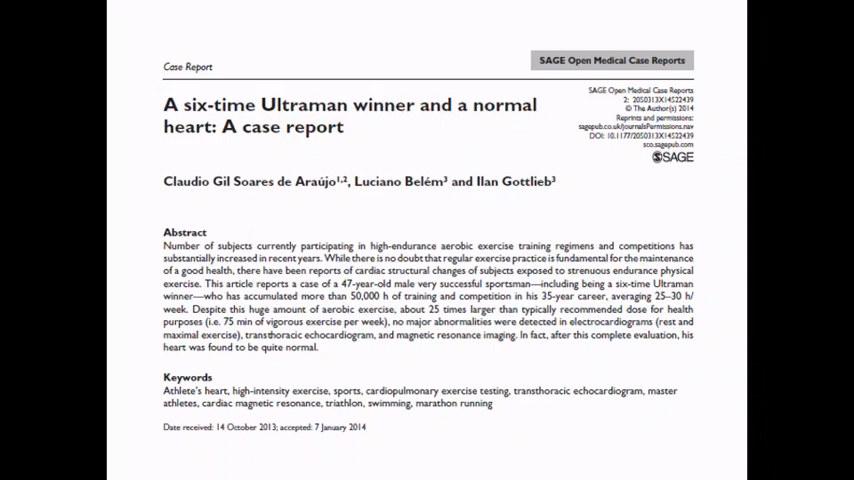 Case Report
SAGE Open Medical Case Reports
A six-time Ultraman winner and a normal
heart: A case report
SAGE Open Medical Case Reports
2: 2050313X14522439
© The Author(s) 2014
Reprints and permissions:
sagepub.co.uk/journalsPermissions.nav
DOI: 10.1177/2050313X14522439
sco.sagepub.com
SAGE
Claudio Gil Soares de Araújo1,2, Luciano Belém3 and Ilan Gottlieb3
Abstract
Number of subjects currently participating in high-endurance aerobic exercise training regimens and competitions has
substantially increased in recent years. While there is no doubt that regular exercise practice is fundamental for the maintenance
of a good health, there have been reports of cardiac structural changes of subjects exposed to strenuous endurance physical
exercise. This article reports a case of a 47-year-old male very successful sportsman—including being a six-time Ultraman
winner—who has accumulated more than 50,000 h of training and competition in his 35-year career, averaging 25–30 h/
week. Despite this huge amount of aerobic exercise, about 25 times larger than typically recommended dose for health
purposes (i.e. 75 min of vigorous exercise per week), no major abnormalities were detected in electrocardiograms (rest and
maximal exercise), transthoracic echocardiogram, and magnetic resonance imaging. In fact, after this complete evaluation, his
heart was found to be quite normal.
Keywords
Athlete's heart, high-intensity exercise, sports, cardiopulmonary exercise testing, transthoracic echocardiogram, master
athletes, cardiac magnetic resonance, triathlon, swimming, marathon running
Date received: 14 October 2013; accepted: 7 January 2014